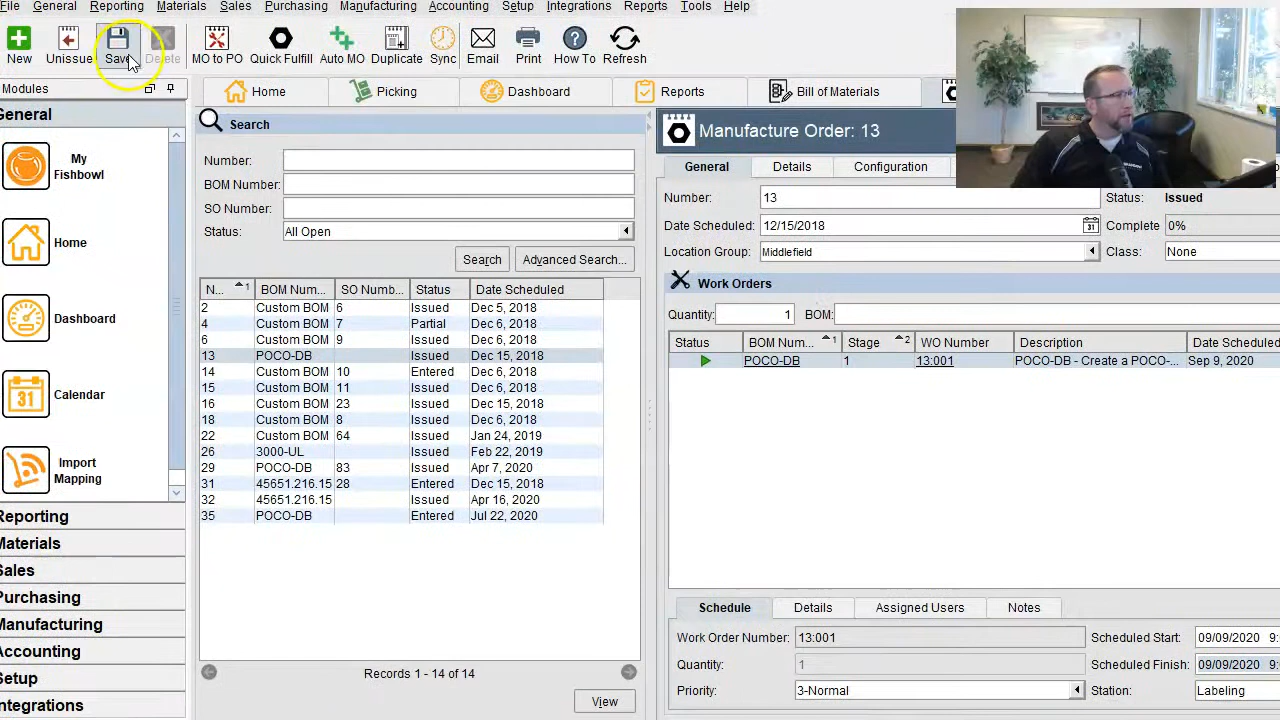 File General Reporting Materials Sales Purchasing Manufacturing Accounting Setup Integrations Reports Tools Help
New Unissue Save Delete MO to PO Quick Fulfill Auto MO Duplicate Sync Email Print How To Refresh
Modules
General
My Fishbowl
Home
Dashboard
31 Calendar
Import Mapping
Reporting
Materials
Sales
Purchasing
Manufacturing
Accounting
Setup
Integrations
Home Picking Dashboard Reports Bill of Materials
Search
Number:
BOM Number:
SO Number:
Status: All Open
Search Advanced Search...
N... 1 BOM Num... SO Numb... Status Date Scheduled
2 Custom BOM 6 Issued Dec 5, 2018
4 Custom BOM 7 Partial Dec 6, 2018
6 Custom BOM 9 Issued Dec 6, 2018
13 POCO-DB Issued Dec 15, 2018
14 Custom BOM 10 Entered Dec 6, 2018
15 Custom BOM 11 Issued Dec 6, 2018
16 Custom BOM 23 Issued Dec 15, 2018
18 Custom BOM 8 Issued Dec 6, 2018
22 Custom BOM 64 Issued Jan 24, 2019
26 3000-UL Issued Feb 22, 2019
29 POCO-DB 83 Issued Apr 7, 2020
31 45651.216.15 28 Entered Dec 15, 2018
32 45651.216.15 Issued Apr 16, 2020
35 POCO-DB Entered Jul 22, 2020
Records 1 - 14 of 14
View
Manufacture Order: 13
General Details Configuration
Number: 13 Status: Issued
Date Scheduled: 12/15/2018 31 Complete 0%
Location Group: Middlefield Class: None
Work Orders
Quantity: 1 BOM:
Status BOM Num... 1 Stage 2 WO Number Description Date Scheduled
POCO-DB 1 13:001 POCO-DB - Create a POCO-... Sep 9, 2020
Schedule Details Assigned Users Notes
Work Order Number: 13:001 Scheduled Start: 09/09/2020 9:
Quantity: 1 Scheduled Finish: 09/09/2020 9:
Priority: 3-Normal Station: Labeling